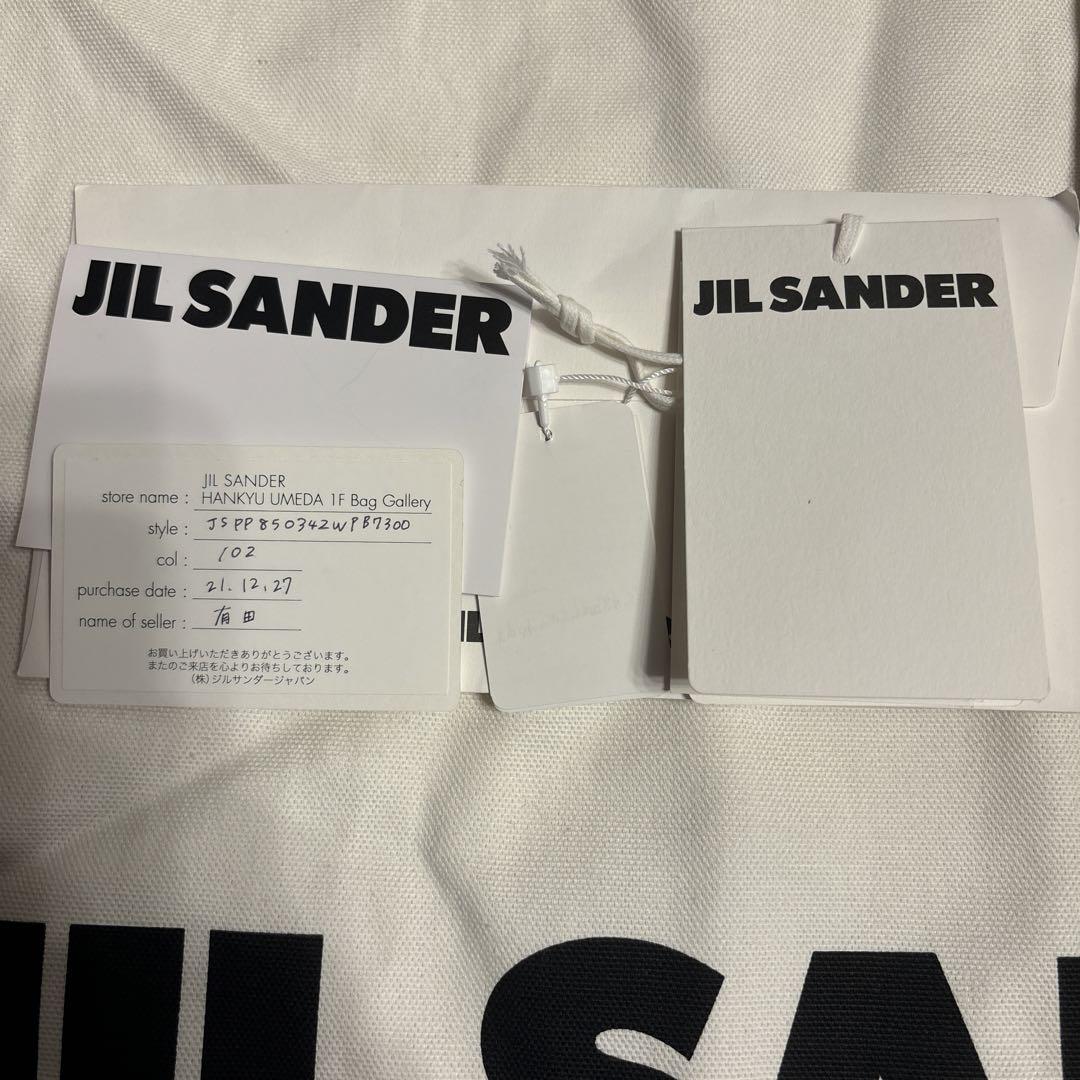 JIL SANDER
JIL SANDER
JIL SANDER
store name : HANKYU UMEDA 1F Bag Gallery
style : JSPP850342WPB7300
col : 102
purchase date : 21.12.27
name of seller : 有田
お買い上げいただきありがとうございます。
またのご来店を心よりお待ちしております。
(株)ジルサンダージャパン
IL
JIL SA